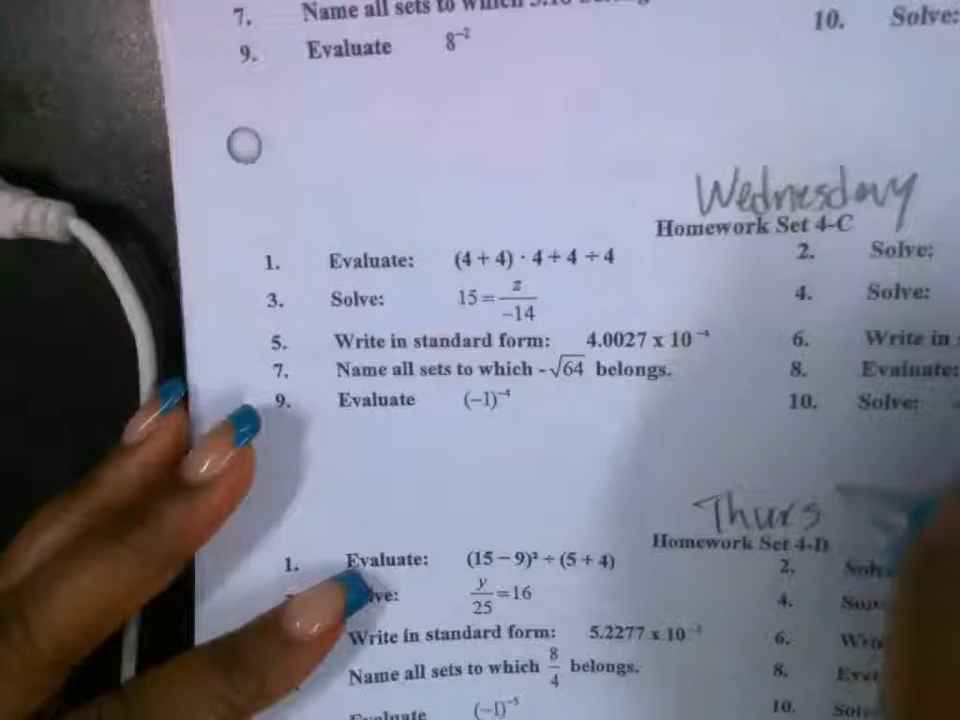 7. Name all sets to which
10. Solve:
9. Evaluate 8⁻²
Wednesday
Homework Set 4-C
1. Evaluate: (4 + 4) · 4 + 4 ÷ 4
2. Solve:
3. Solve: 15 = z/-14
4. Solve:
5. Write in standard form: 4.0027 x 10⁻⁴
6. Write in
7. Name all sets to which -√64 belongs.
8. Evaluate:
9. Evaluate (−1)⁻⁴
10. Solve:
Thurs
Homework Set 4-D
1. Evaluate: (15 − 9)² ÷ (5 + 4)
2.
y/25 = 16
4.
Write in standard form: 5.2277 x 10
6.
Name all sets to which 8/4 belongs.
8.
Evaluate (−1)⁻⁵
10.